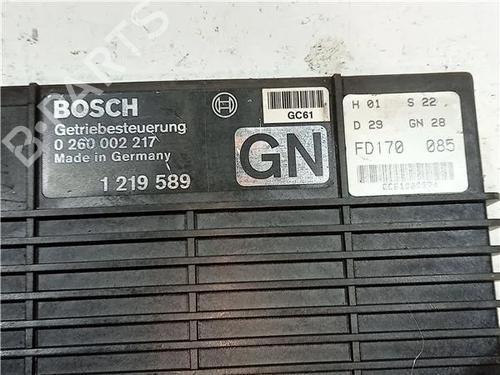 BOSCH
Getriebesteuerung
0 260 002 217
Made in Germany
1 219 589
GC61
GN
H 01 S 22
D 29 GN 28
FD170 085
B-PARTS